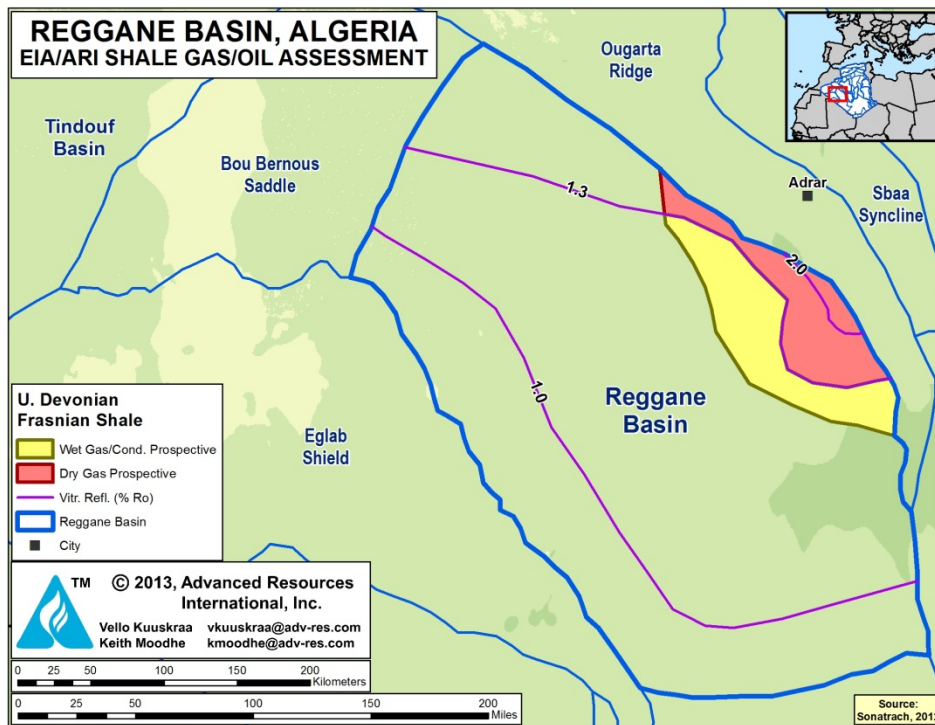 REGGANE BASIN, ALGERIA
EIA/ARI SHALE GAS/OIL ASSESSMENT
Ougarta
Ridge
Tindouf
Basin
Bou Bernous
Saddle
Adrar
Sbaa
Syncline
1.3
2.0
1.0
Reggane
Basin
Eglab
Shield
U. Devonian
Frasnian Shale
Wet Gas/Cond. Prospective
Dry Gas Prospective
Vitr. Refl. (% Ro)
Reggane Basin
City
TM
© 2013, Advanced Resources
International, Inc.
Vello Kuuskraa vkuuskraa@adv-res.com
Keith Moodhe kmoodhe@adv-res.com
0 25 50 100 150 200
Kilometers
0 25 50 100 150 200
Miles
Source:
Sonatrach,